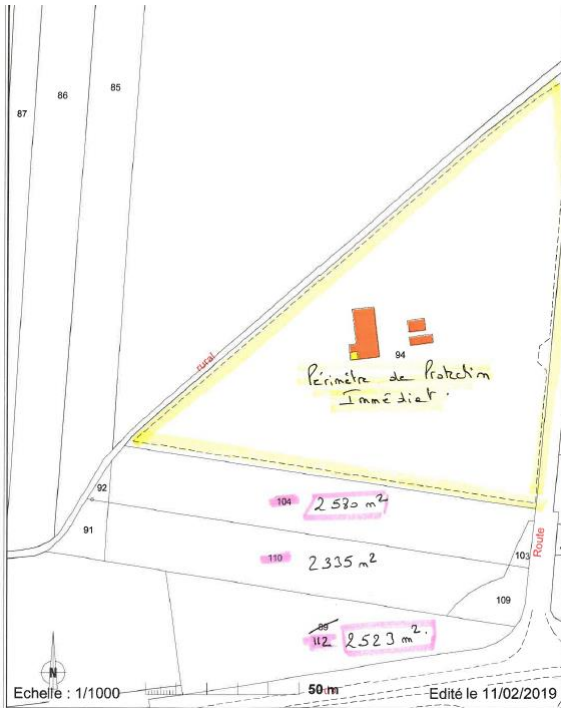 87
86
85
rural
94
Périmètre de Protection
Immédiat.
92
104 2580 m²
91
110 2335 m²
103
Route
109
89
112 2523 m².
N
Echelle : 1/1000
50 m
Edité le 11/02/2019